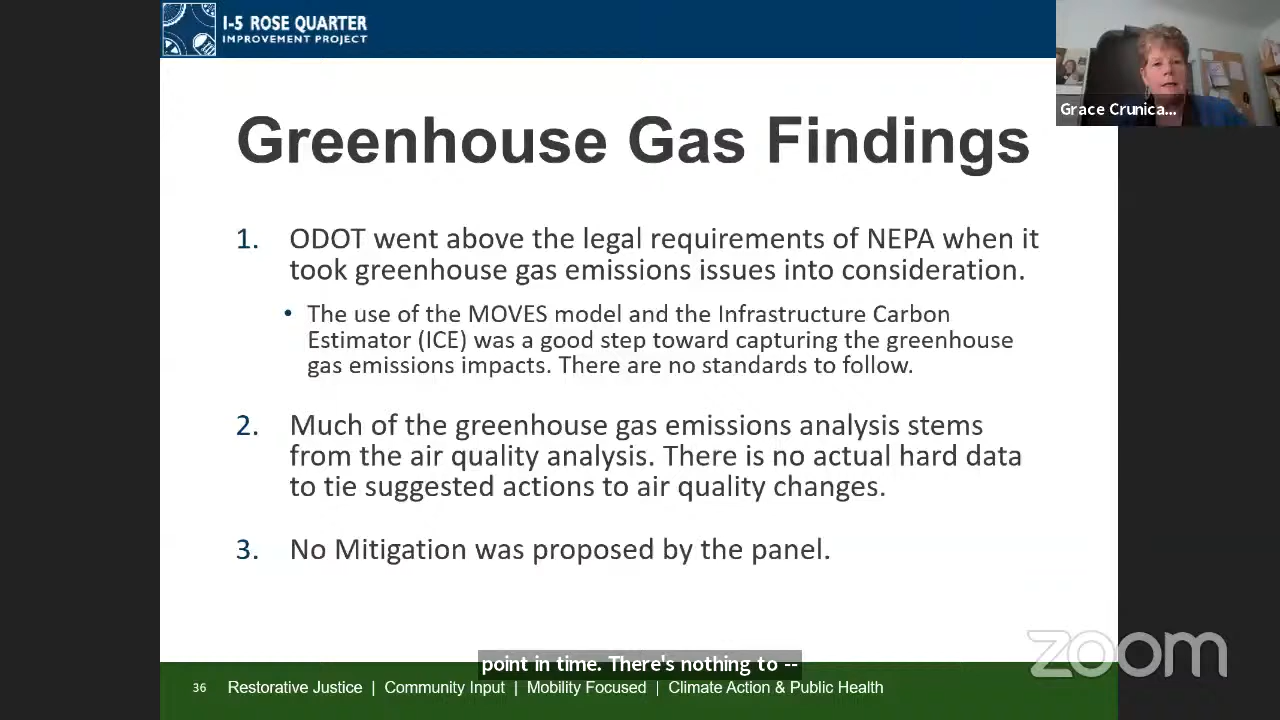 I-5 ROSE QUARTER
IMPROVEMENT PROJECT
Grace Crunica...
Greenhouse Gas Findings
1. ODOT went above the legal requirements of NEPA when it
took greenhouse gas emissions issues into consideration.
• The use of the MOVES model and the Infrastructure Carbon
Estimator (ICE) was a good step toward capturing the greenhouse
gas emissions impacts. There are no standards to follow.
2. Much of the greenhouse gas emissions analysis stems
from the air quality analysis. There is no actual hard data
to tie suggested actions to air quality changes.
3. No Mitigation was proposed by the panel.
zoom
point in time. There's nothing to --
36 Restorative Justice | Community Input | Mobility Focused | Climate Action & Public Health